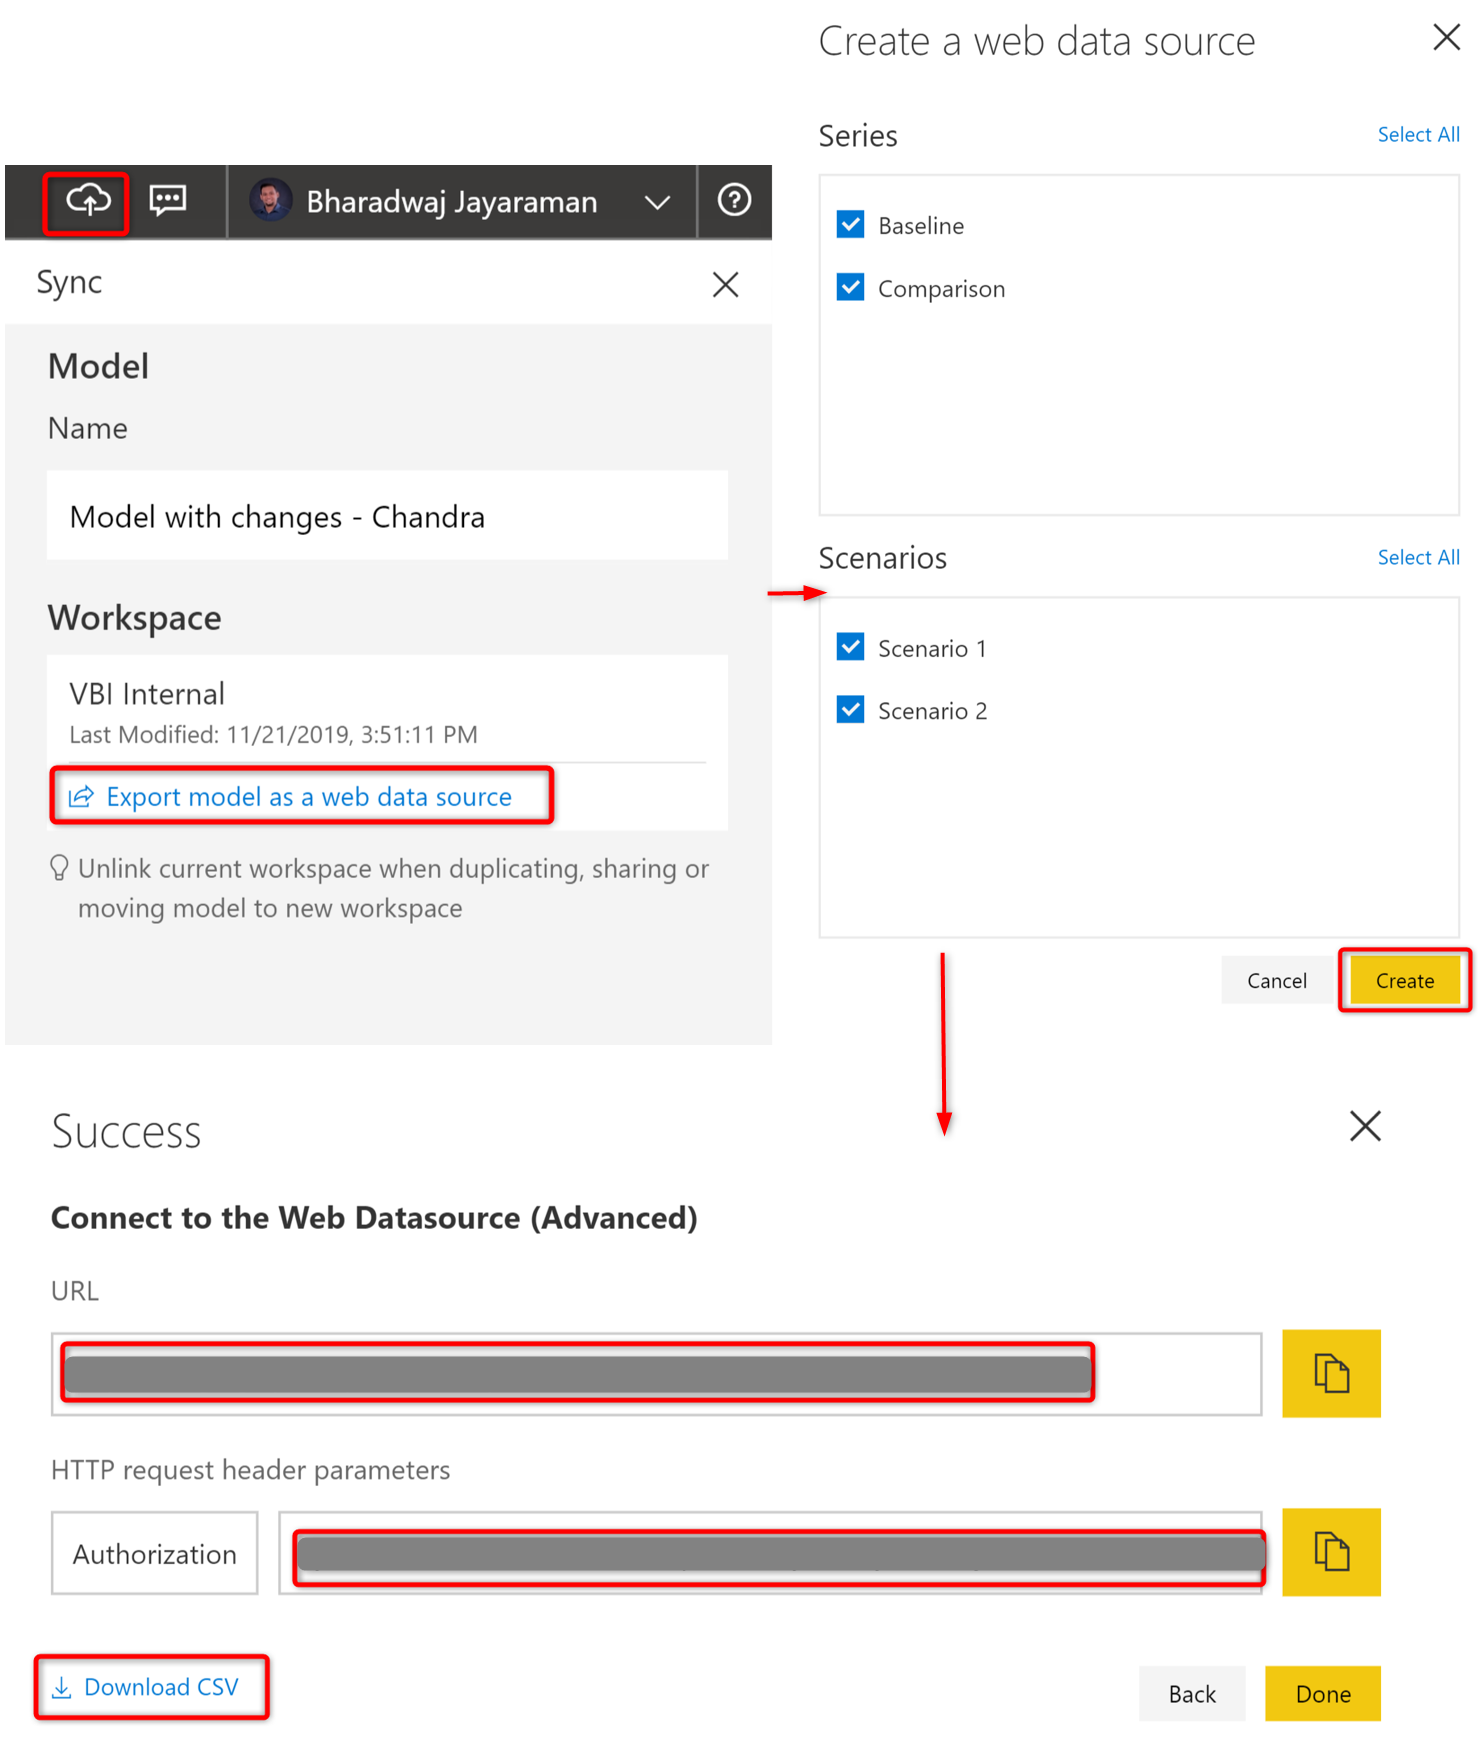 Bharadwaj Jayaraman
Sync
Model
Name
Model with changes - Chandra
Workspace
VBI Internal
Last Modified: 11/21/2019, 3:51:11 PM
Export model as a web data source
Unlink current workspace when duplicating, sharing or
moving model to new workspace
Create a web data source
Series
Select All
Baseline
Comparison
Scenarios
Select All
Scenario 1
Scenario 2
Cancel
Create
Success
Connect to the Web Datasource (Advanced)
URL
HTTP request header parameters
Authorization
Download CSV
Back
Done